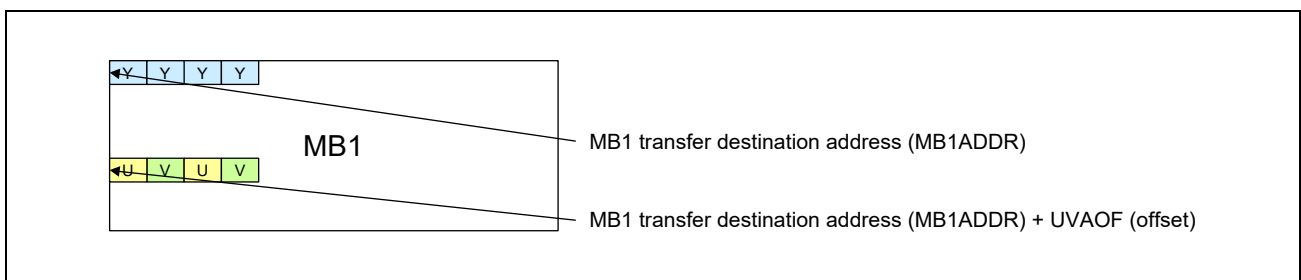 Y Y Y Y
MB1 transfer destination address (MB1ADDR)
MB1
U V U V
MB1 transfer destination address (MB1ADDR) + UVAOF (offset)